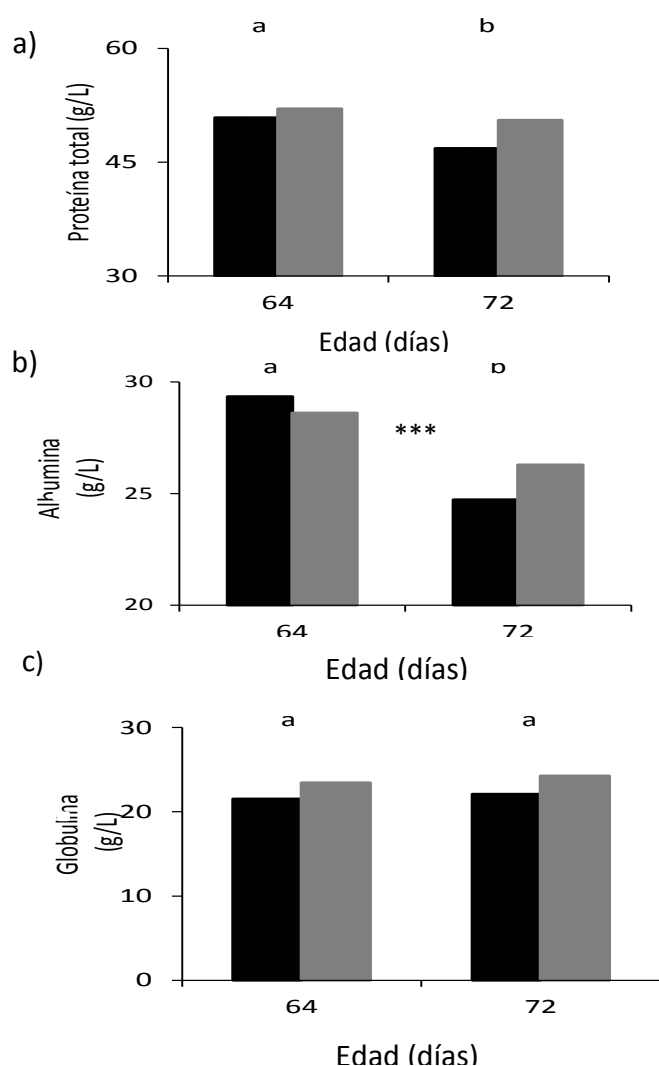 a)
a b
60
45
30
Proteína total (g/L)
64 72
Edad (días)
b)
a b
30
***
25
20
Albumina
(g/L)
64 72
Edad (días)
c)
a a
30
20
10
0
Globulina
(g/L)
64 72
Edad (días)